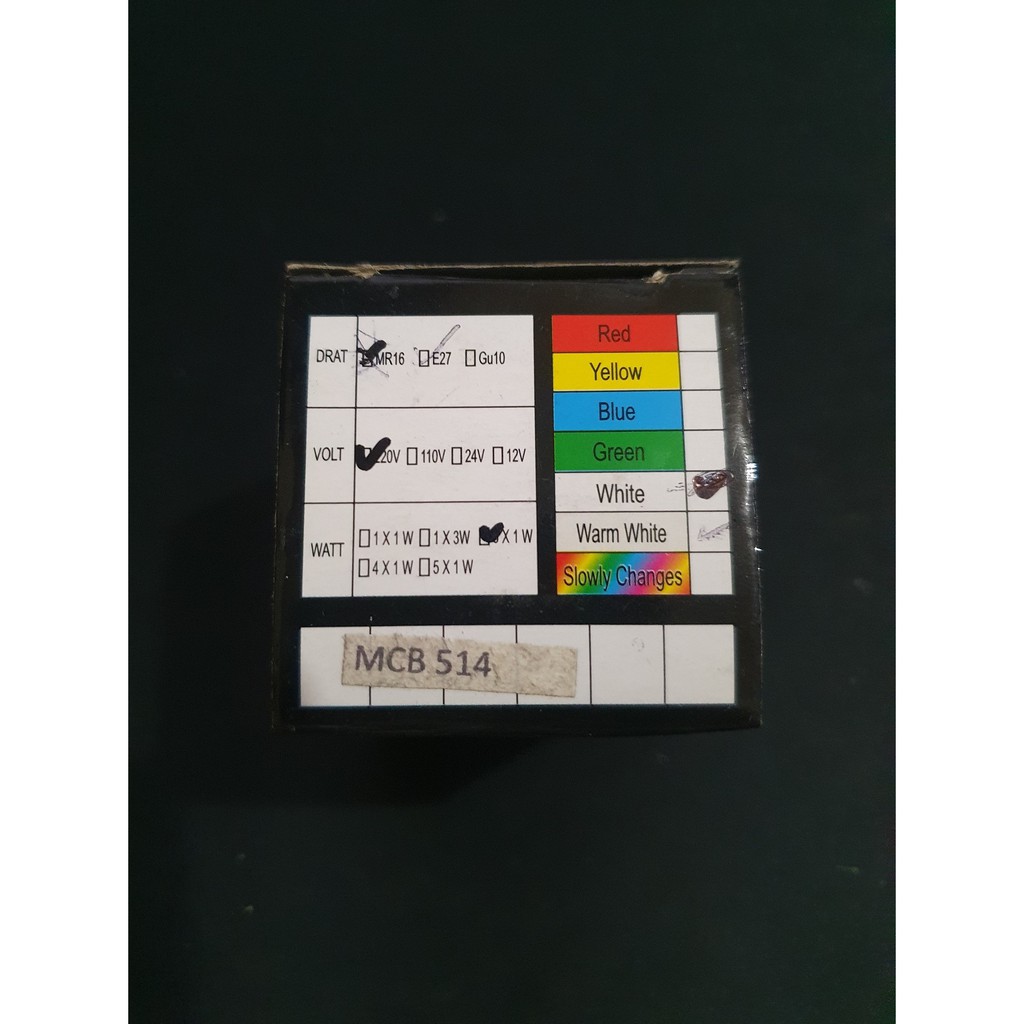 DRAT MR16 E27 Gu10
VOLT 220V 110V 24V 12V
WATT 1 X 1 W 1 X 3W X 1 W
4 X 1 W 5 X 1 W
Red
Yellow
Blue
Green
White
Warm White
Slowly Changes
MCB 514